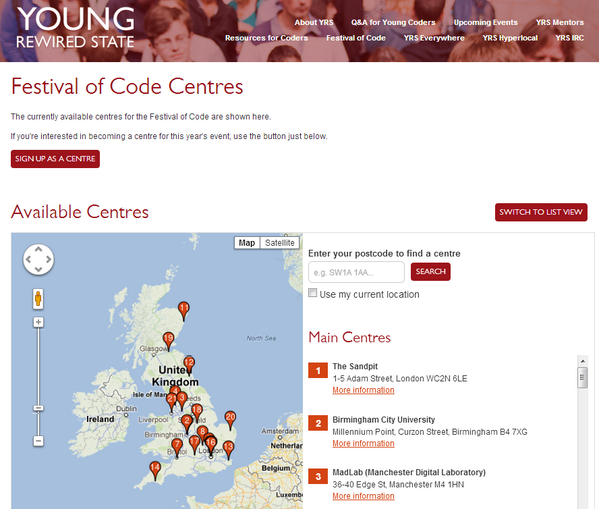 YOUNG
REWIRED STATE
About YRS Q&A for Young Coders Upcoming Events YRS Mentors
Resources for Coders Festival of Code YRS Everywhere YRS Hyperlocal YRS IRC
Festival of Code Centres
The currently available centres for the Festival of Code are shown here.
If you're interested in becoming a centre for this year's event, use the button just below.
SIGN UP AS A CENTRE
Available Centres
SWITCH TO LIST VIEW
Map Satellite
Enter your postcode to find a centre
e.g. SW1A 1AA... SEARCH
Use my current location
Main Centres
1 The Sandpit
1-5 Adam Street, London WC2N 6LE
More information
2 Birmingham City University
Millennium Point, Curzon Street, Birmingham B4 7XG
More information
3 MadLab (Manchester Digital Laboratory)
36-40 Edge St, Manchester M4 1HN
More information
11
North Sea
19
Glasgow
12
United
Kingdom
Isle of Man
4
3
Ireland
Dublin
Liverpool
18
20
Birmingham
8
Amsterdam
Netherlan
7
17
16
13
Bristol
London
14
Belgium
Luxemb